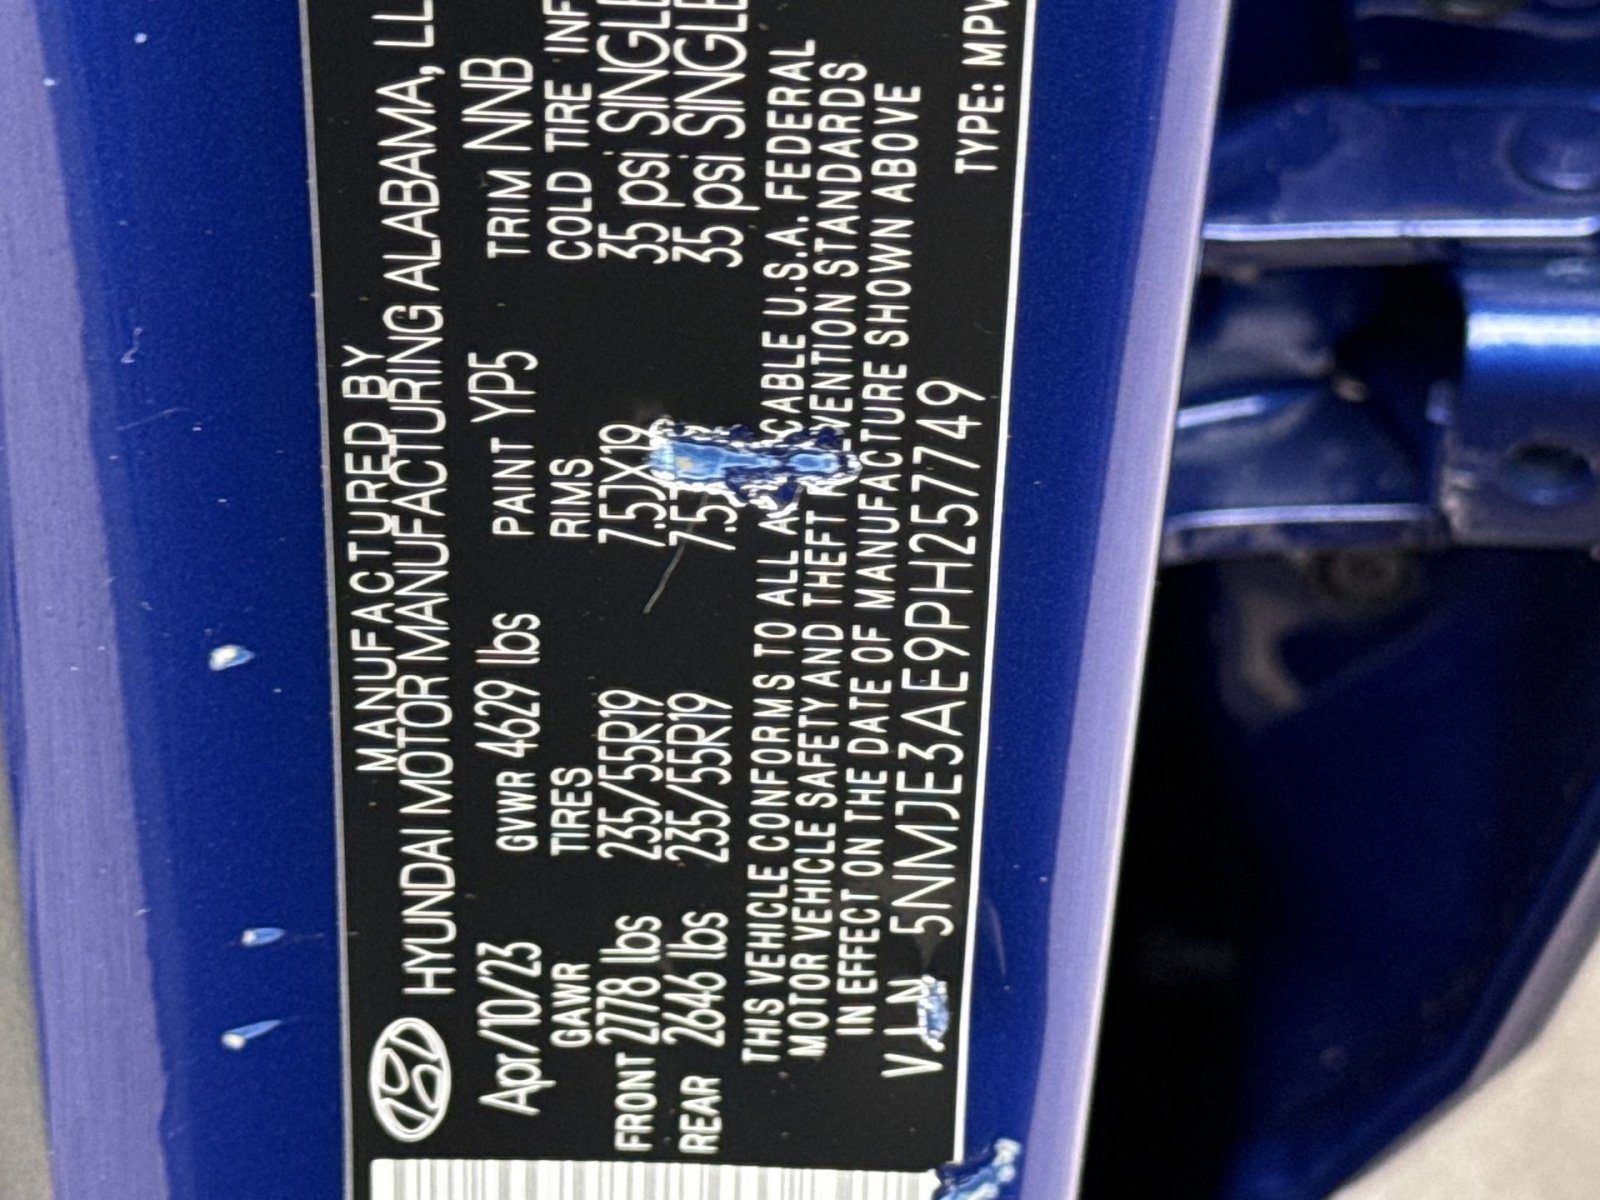 MANUFACTURED BY
HYUNDAI MOTOR MANUFACTURING ALABAMA, LL
Apr/10/23 GVWR 4629 lbs PAINT YP5 TRIM NNB
GAWR TIRES RIMS COLD TIRE INF
FRONT 2778 lbs 235/55R19 7.5JX19 35 psi SINGLE
REAR 2646 lbs 235/55R19 7.5 35 psi SINGLE
THIS VEHICLE CONFORMS TO ALL U.S.A. FEDERAL
MOTOR VEHICLE SAFETY AND THEFT STANDARDS
IN EFFECT ON THE DATE OF MANUFACTURE SHOWN ABOVE
VIN 5NMJE3AE9PH257749 TYPE: MPV